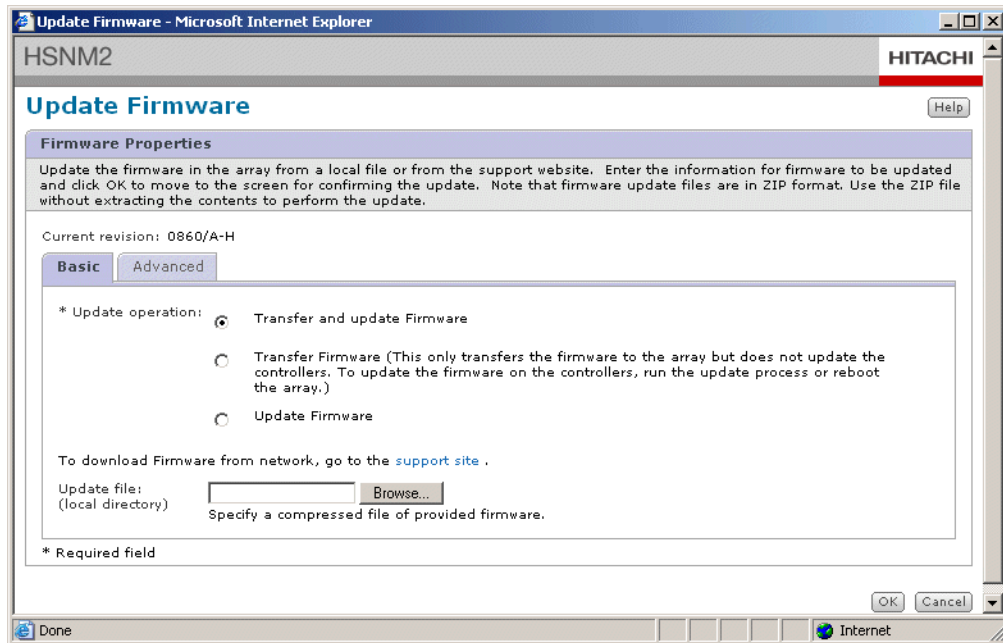 Update Firmware - Microsoft Internet Explorer
HSNM2
HITACHI
Update Firmware
Help
Firmware Properties
Update the firmware in the array from a local file or from the support website. Enter the information for firmware to be updated
and click OK to move to the screen for confirming the update. Note that firmware update files are in ZIP format. Use the ZIP file
without extracting the contents to perform the update.
Current revision: 0860/A-H
Basic
Advanced
* Update operation:
Transfer and update Firmware
Transfer Firmware (This only transfers the firmware to the array but does not update the
controllers. To update the firmware on the controllers, run the update process or reboot
the array.)
Update Firmware
To download Firmware from network, go to the support site .
Update file:
(local directory)
Browse...
Specify a compressed file of provided firmware.
* Required field
OK
Cancel
Done
Internet